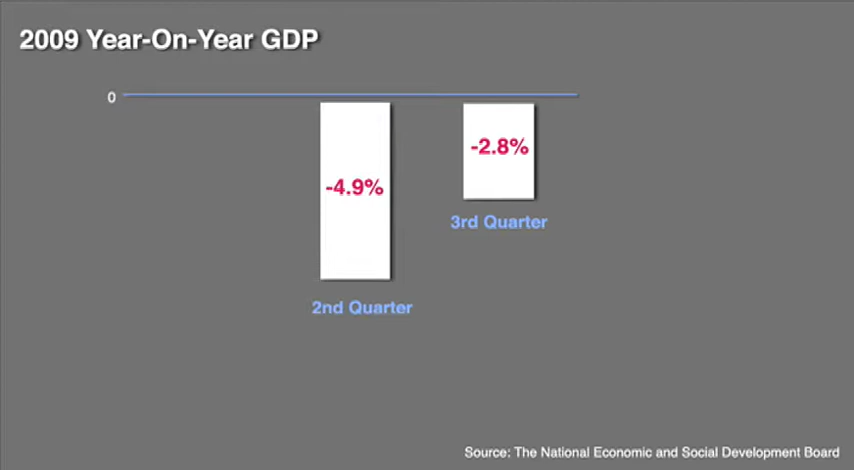 2009 Year-On-Year GDP
0
-4.9%
-2.8%
3rd Quarter
2nd Quarter
Source: The National Economic and Social Development Board